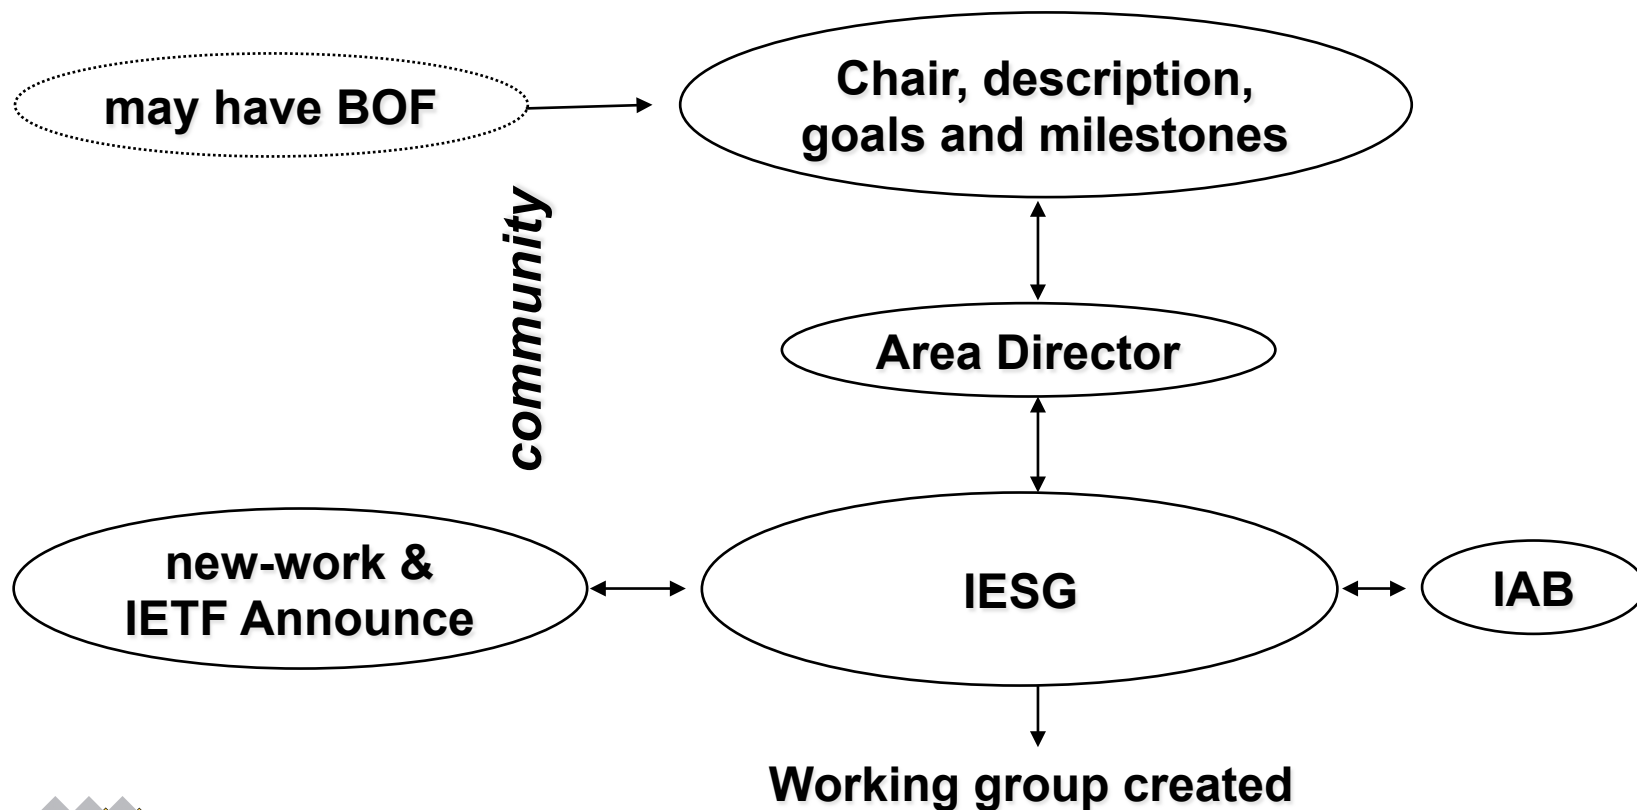 may have BOF
Chair, description,
goals and milestones
community
Area Director
new-work &
IETF Announce
IESG
IAB
Working group created